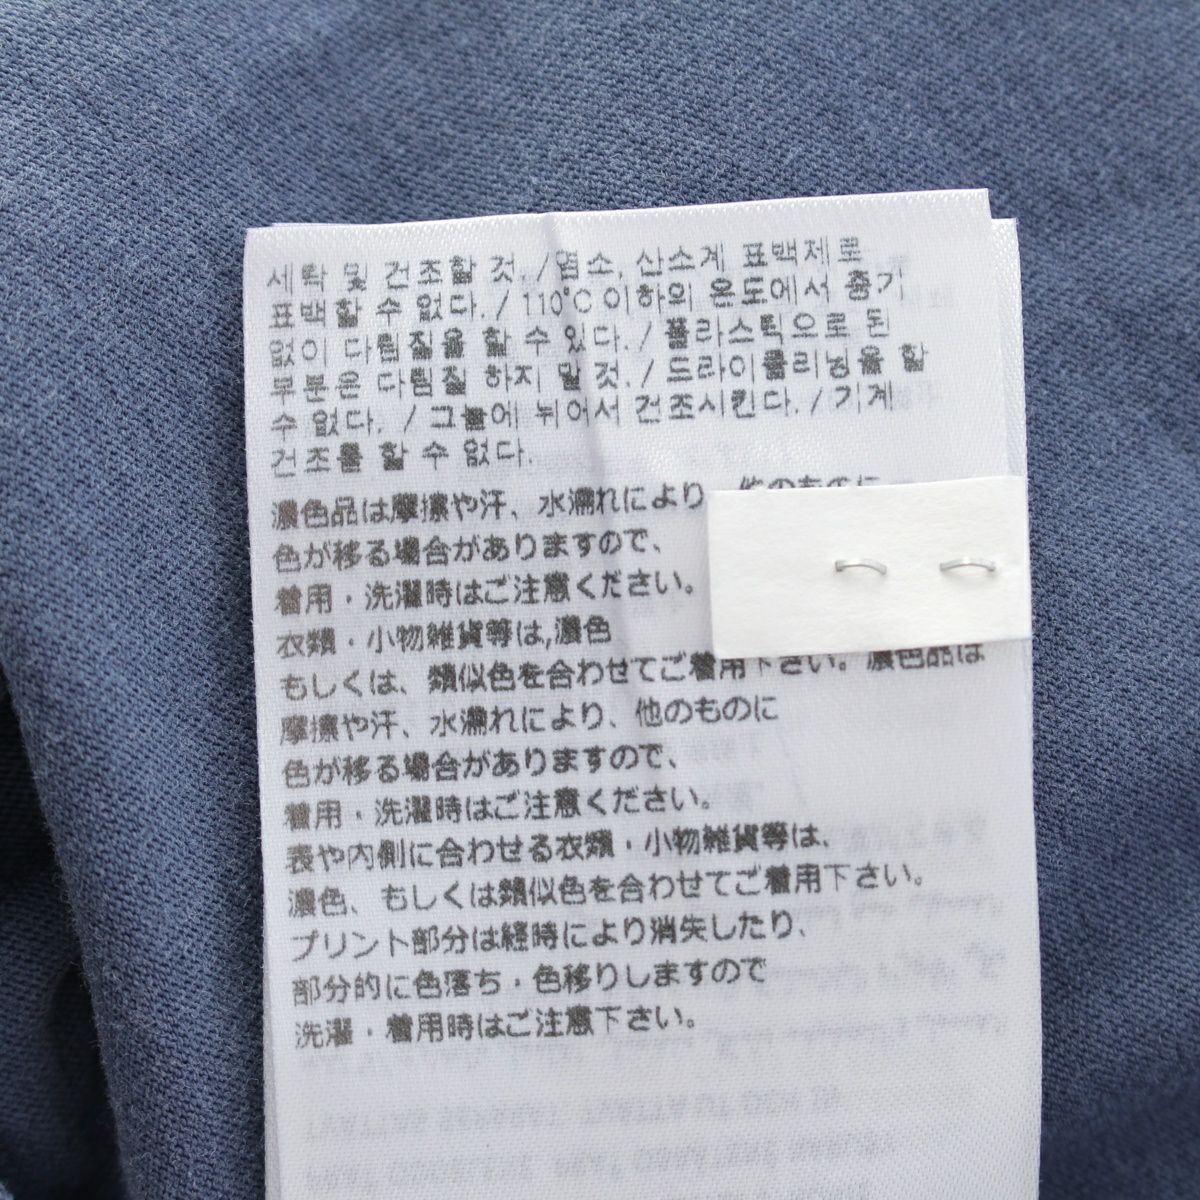 세탁 및 건조할 것. /염소, 산소계 표백제로
표백할 수 없다. / 110℃ 이하의 온도에서 증기
없이 다림질을 할 수 있다. / 플라스틱으로 된
부분은 다림질 하지 말 것. / 드라이클리닝을 할
수 없다. / 그늘에 뉘어서 건조시킨다. / 기계
건조를 할 수 없다.
濃色品は摩擦や汗、水濡れにより、他のものに
色が移る場合がありますので、
着用・洗濯時はご注意ください。
衣類・小物雑貨等は,濃色
もしくは、類似色を合わせてご着用下さい。濃色品は
摩擦や汗、水濡れにより、他のものに
色が移る場合がありますので、
着用・洗濯時はご注意ください。
表や内側に合わせる衣類・小物雑貨等は、
濃色、もしくは類似色を合わせてご着用下さい。
プリント部分は経時により消失したり、
部分的に色落ち・色移りしますので
洗濯・着用時はご注意下さい。